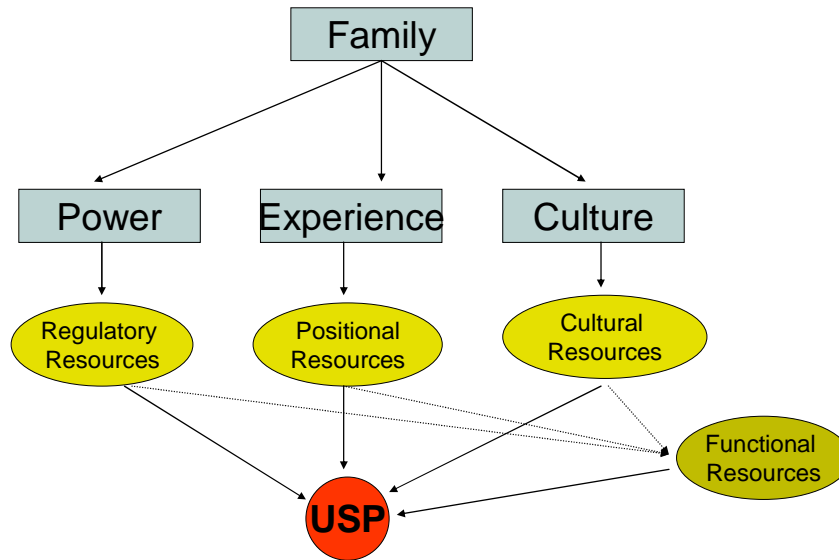 Family
Power
Experience
Culture
Regulatory
Resources
Positional
Resources
Cultural
Resources
Functional
Resources
USP